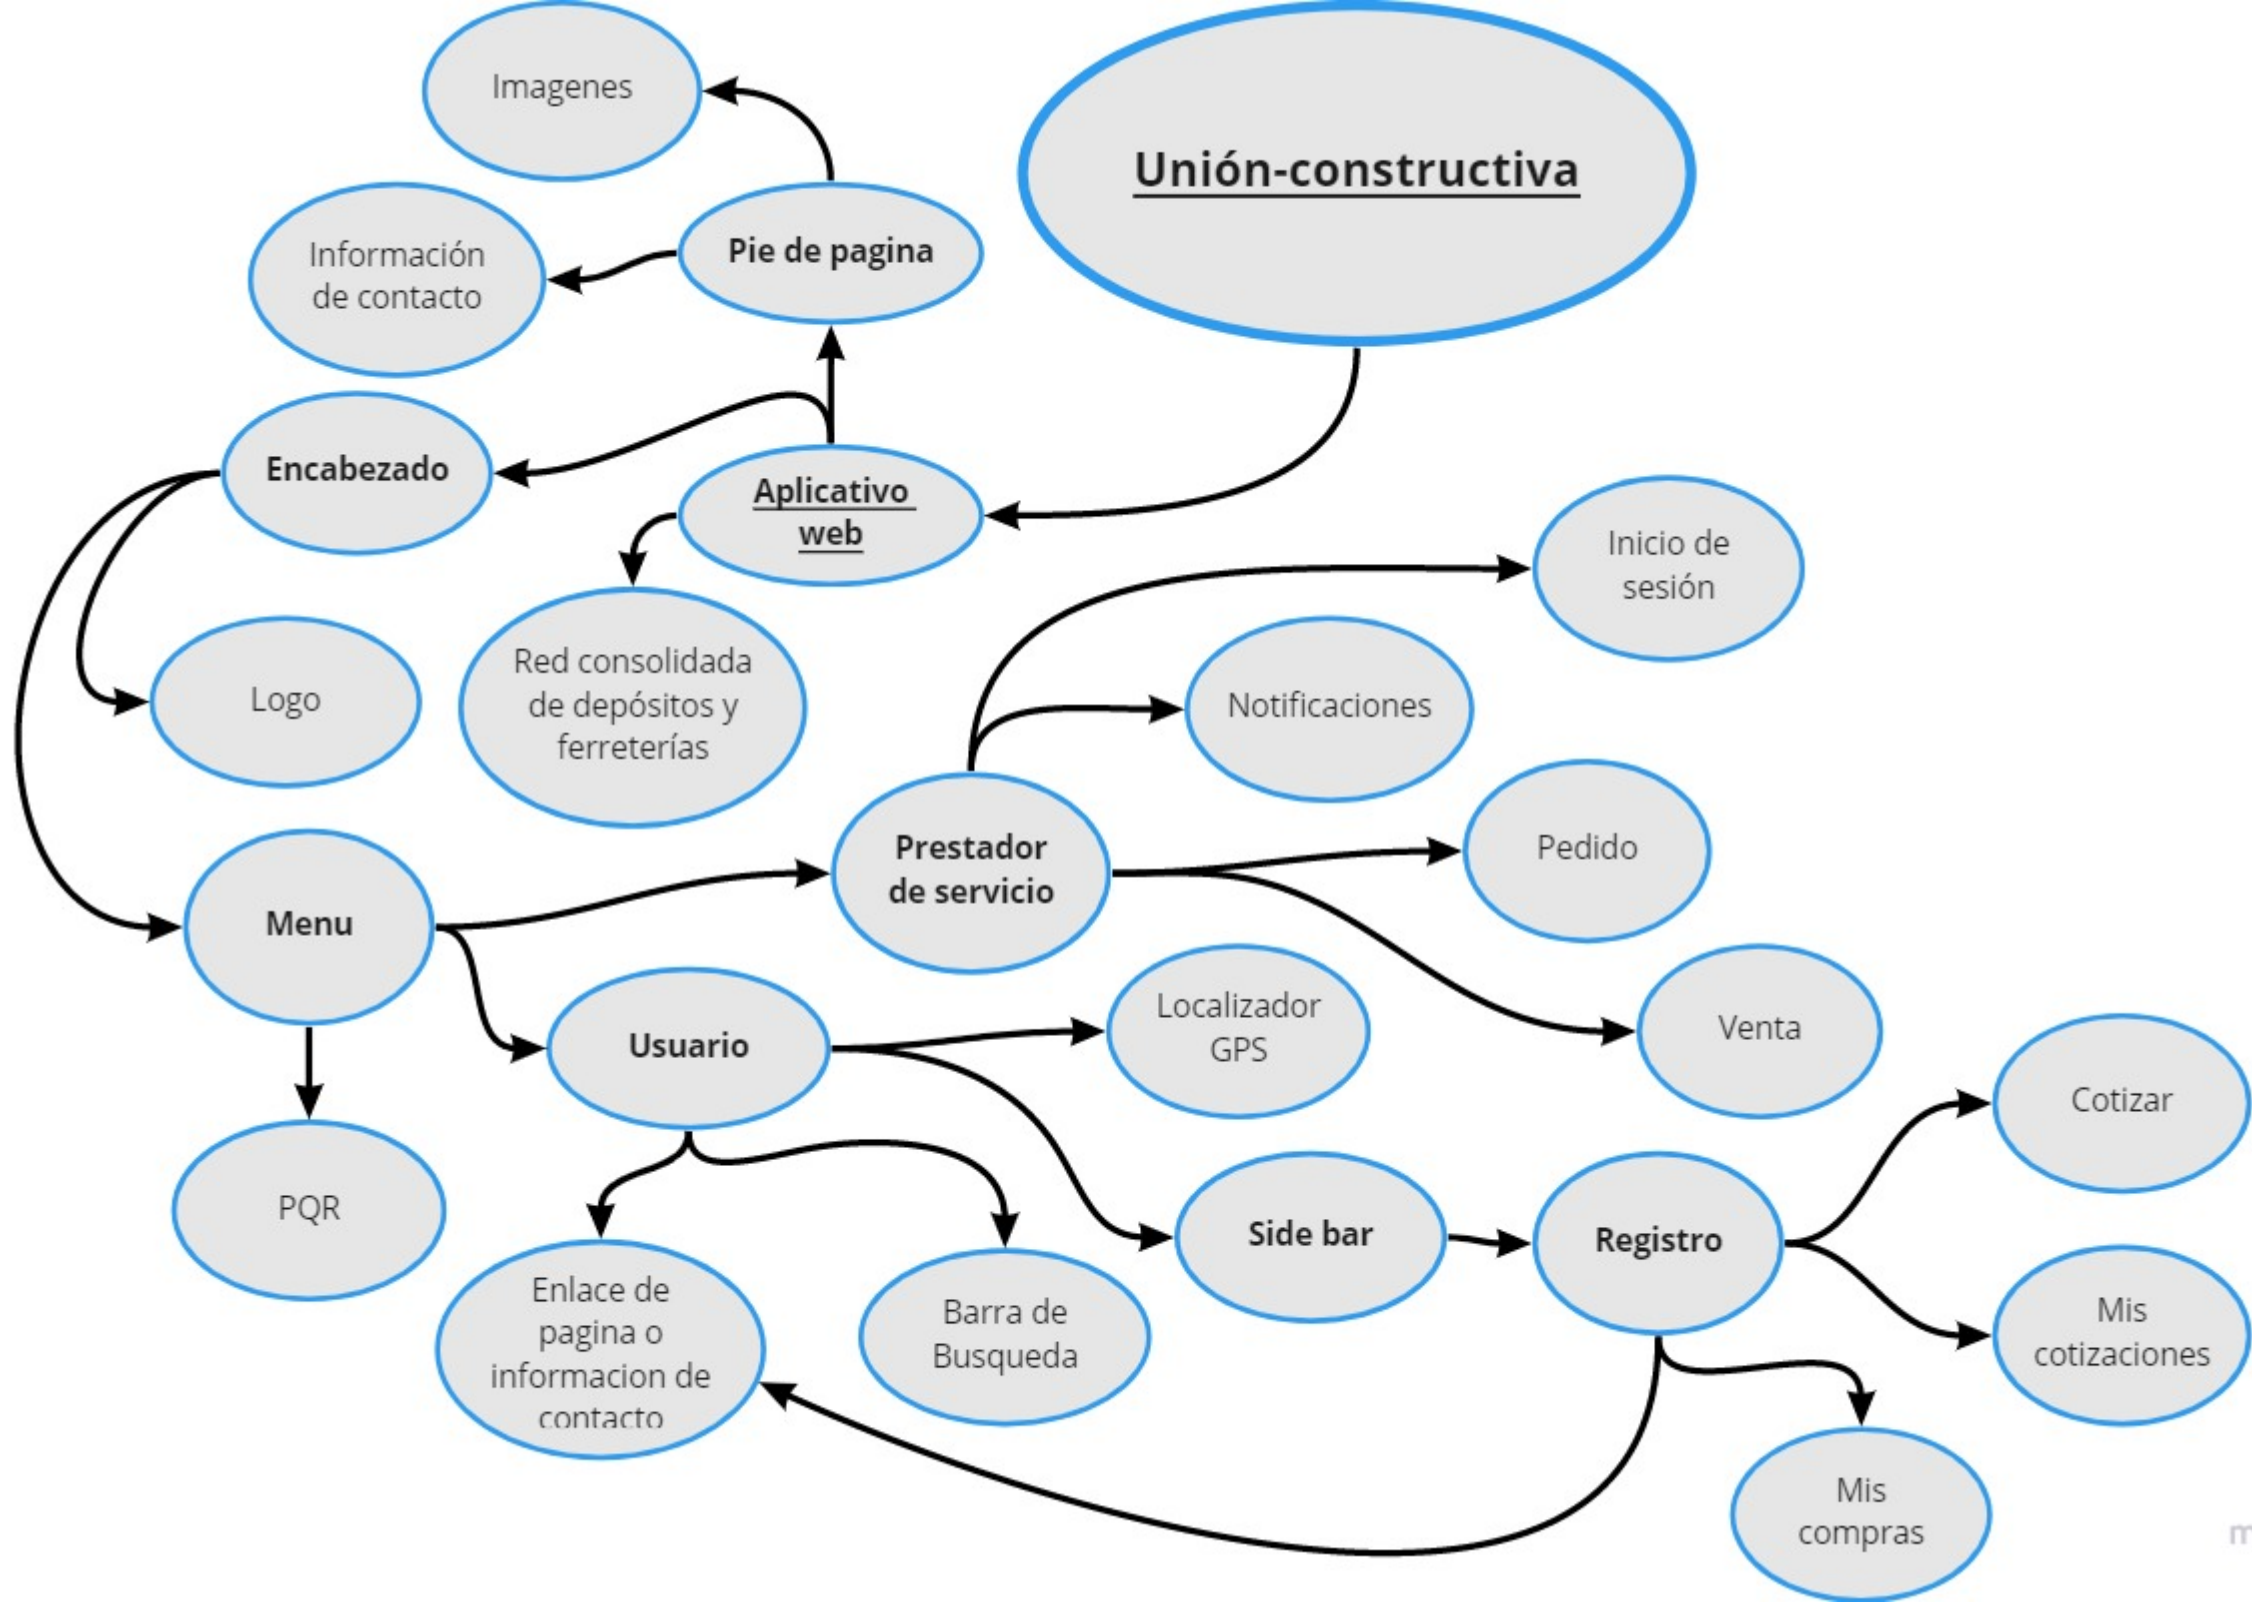 Imagenes
Unión-constructiva
Pie de pagina
Información
de contacto
Encabezado
Aplicativo
web
Inicio de
sesión
Red consolidada
de depósitos y
ferreterías
Logo
Notificaciones
Prestador
de servicio
Pedido
Menu
Localizador
GPS
Venta
Usuario
Cotizar
PQR
Side bar
Registro
Enlace de
pagina o
informacion de
contacto
Barra de
Busqueda
Mis
cotizaciones
Mis
compras